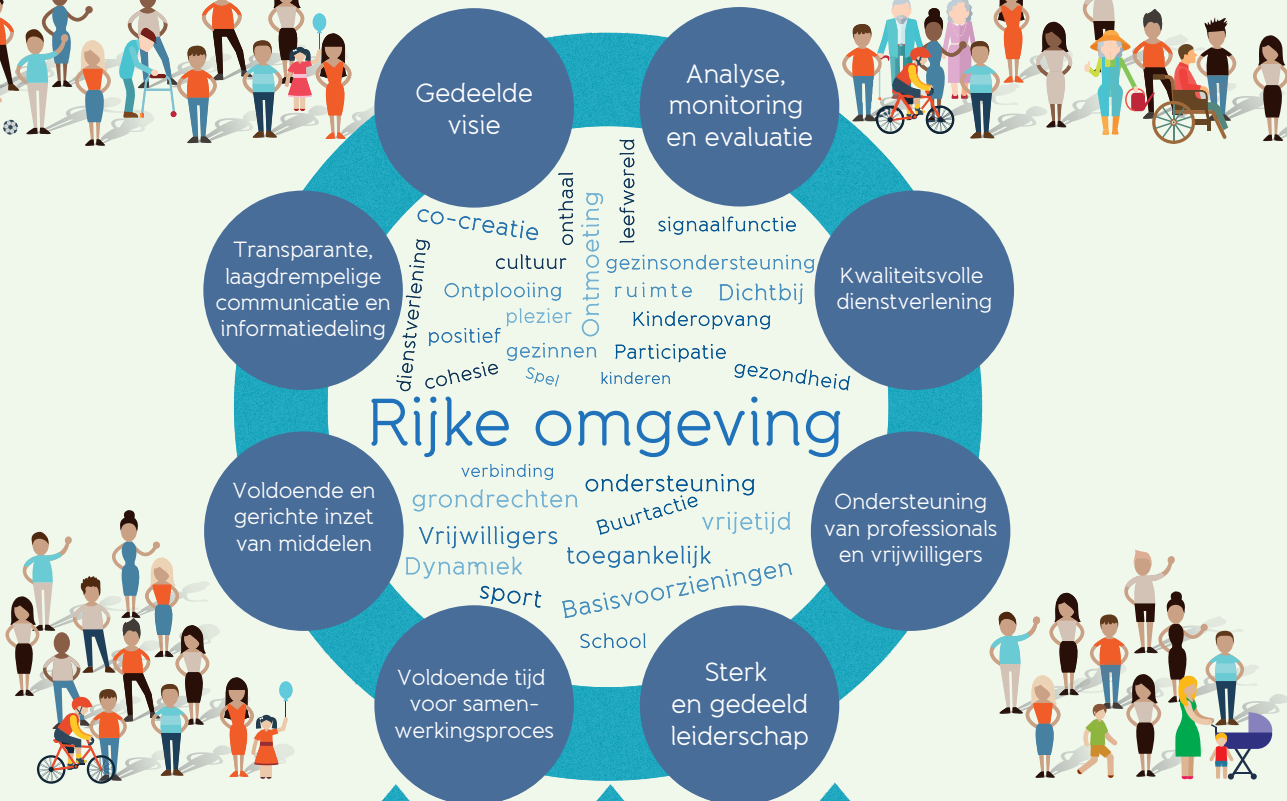 Gedeelde
visie
Analyse,
monitoring
en evaluatie
Transparante,
laagdrempelige
communicatie en
informatiedeling
Kwaliteitsvolle
dienstverlening
co-creatie
onthaal
Ontmoeting
leefwereld
signaalfunctie
dienstverlening
cultuur
gezinsondersteuning
Ontplooiing
ruimte
Dichtbij
plezier
Kinderopvang
positief
gezinnen
Participatie
cohesie
Spel
kinderen
gezondheid
Rijke omgeving
verbinding
ondersteuning
grondrechten
Buurtactie
vrijetijd
Vrijwilligers
toegankelijk
Dynamiek
Basisvoorzieningen
sport
School
Voldoende en
gerichte inzet
van middelen
Ondersteuning
van professionals
en vrijwilligers
Voldoende tijd
voor samen-
werkingsproces
Sterk
en gedeeld
leiderschap